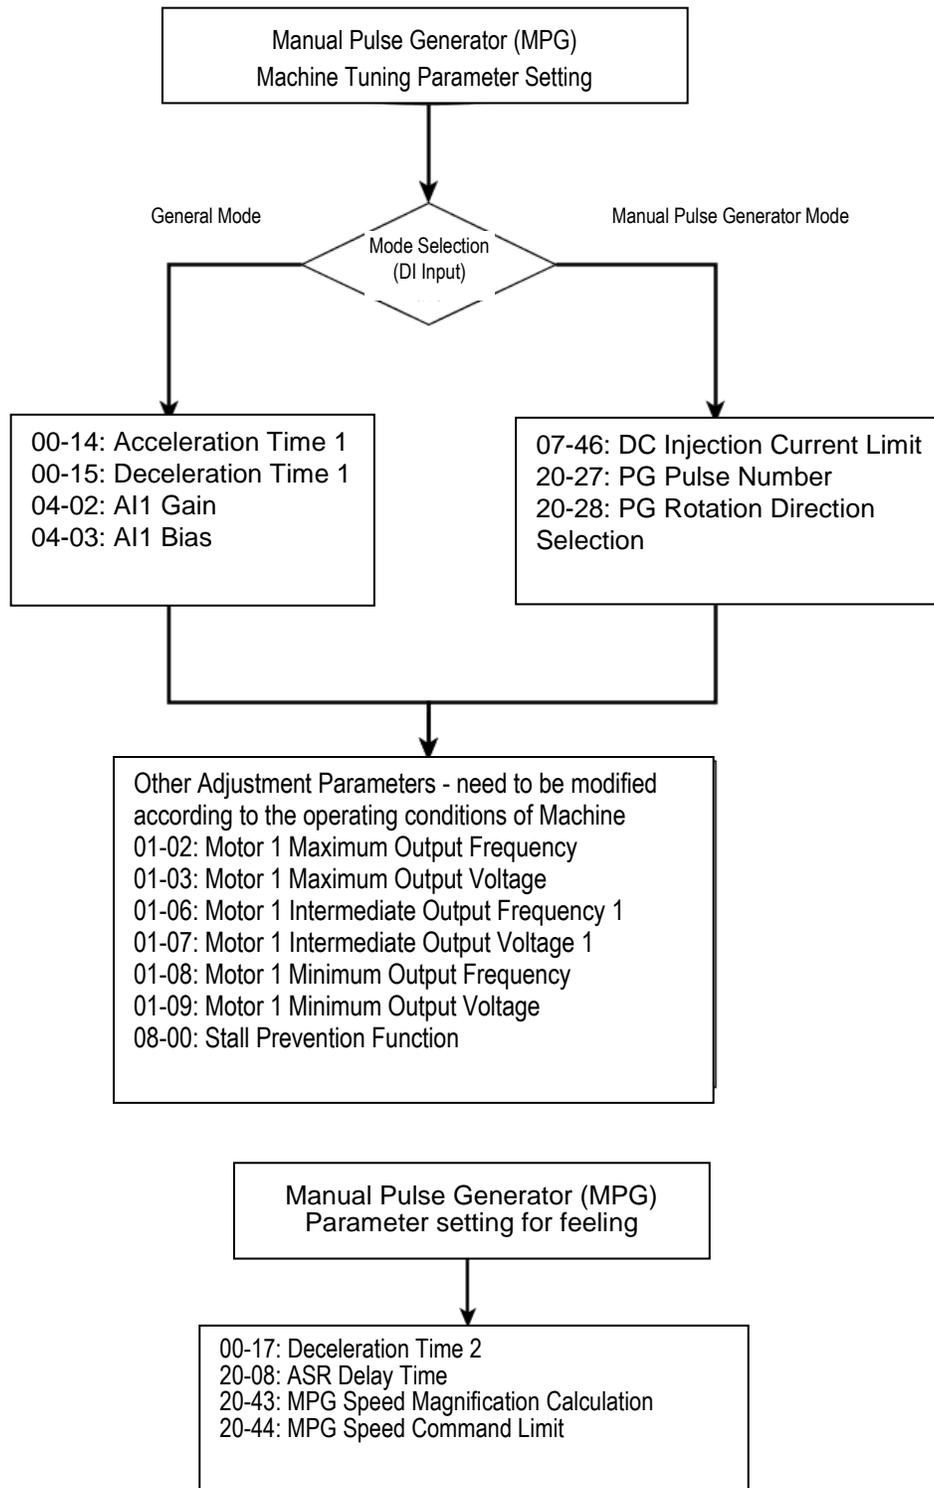 Manual Pulse Generator (MPG)
Machine Tuning Parameter Setting
General Mode
Manual Pulse Generator Mode
Mode Selection
(DI Input)
00-14: Acceleration Time 1
00-15: Deceleration Time 1
04-02: AI1 Gain
04-03: AI1 Bias
07-46: DC Injection Current Limit
20-27: PG Pulse Number
20-28: PG Rotation Direction
Selection
Other Adjustment Parameters - need to be modified
according to the operating conditions of Machine
01-02: Motor 1 Maximum Output Frequency
01-03: Motor 1 Maximum Output Voltage
01-06: Motor 1 Intermediate Output Frequency 1
01-07: Motor 1 Intermediate Output Voltage 1
01-08: Motor 1 Minimum Output Frequency
01-09: Motor 1 Minimum Output Voltage
08-00: Stall Prevention Function
Manual Pulse Generator (MPG)
Parameter setting for feeling
00-17: Deceleration Time 2
20-08: ASR Delay Time
20-43: MPG Speed Magnification Calculation
20-44: MPG Speed Command Limit